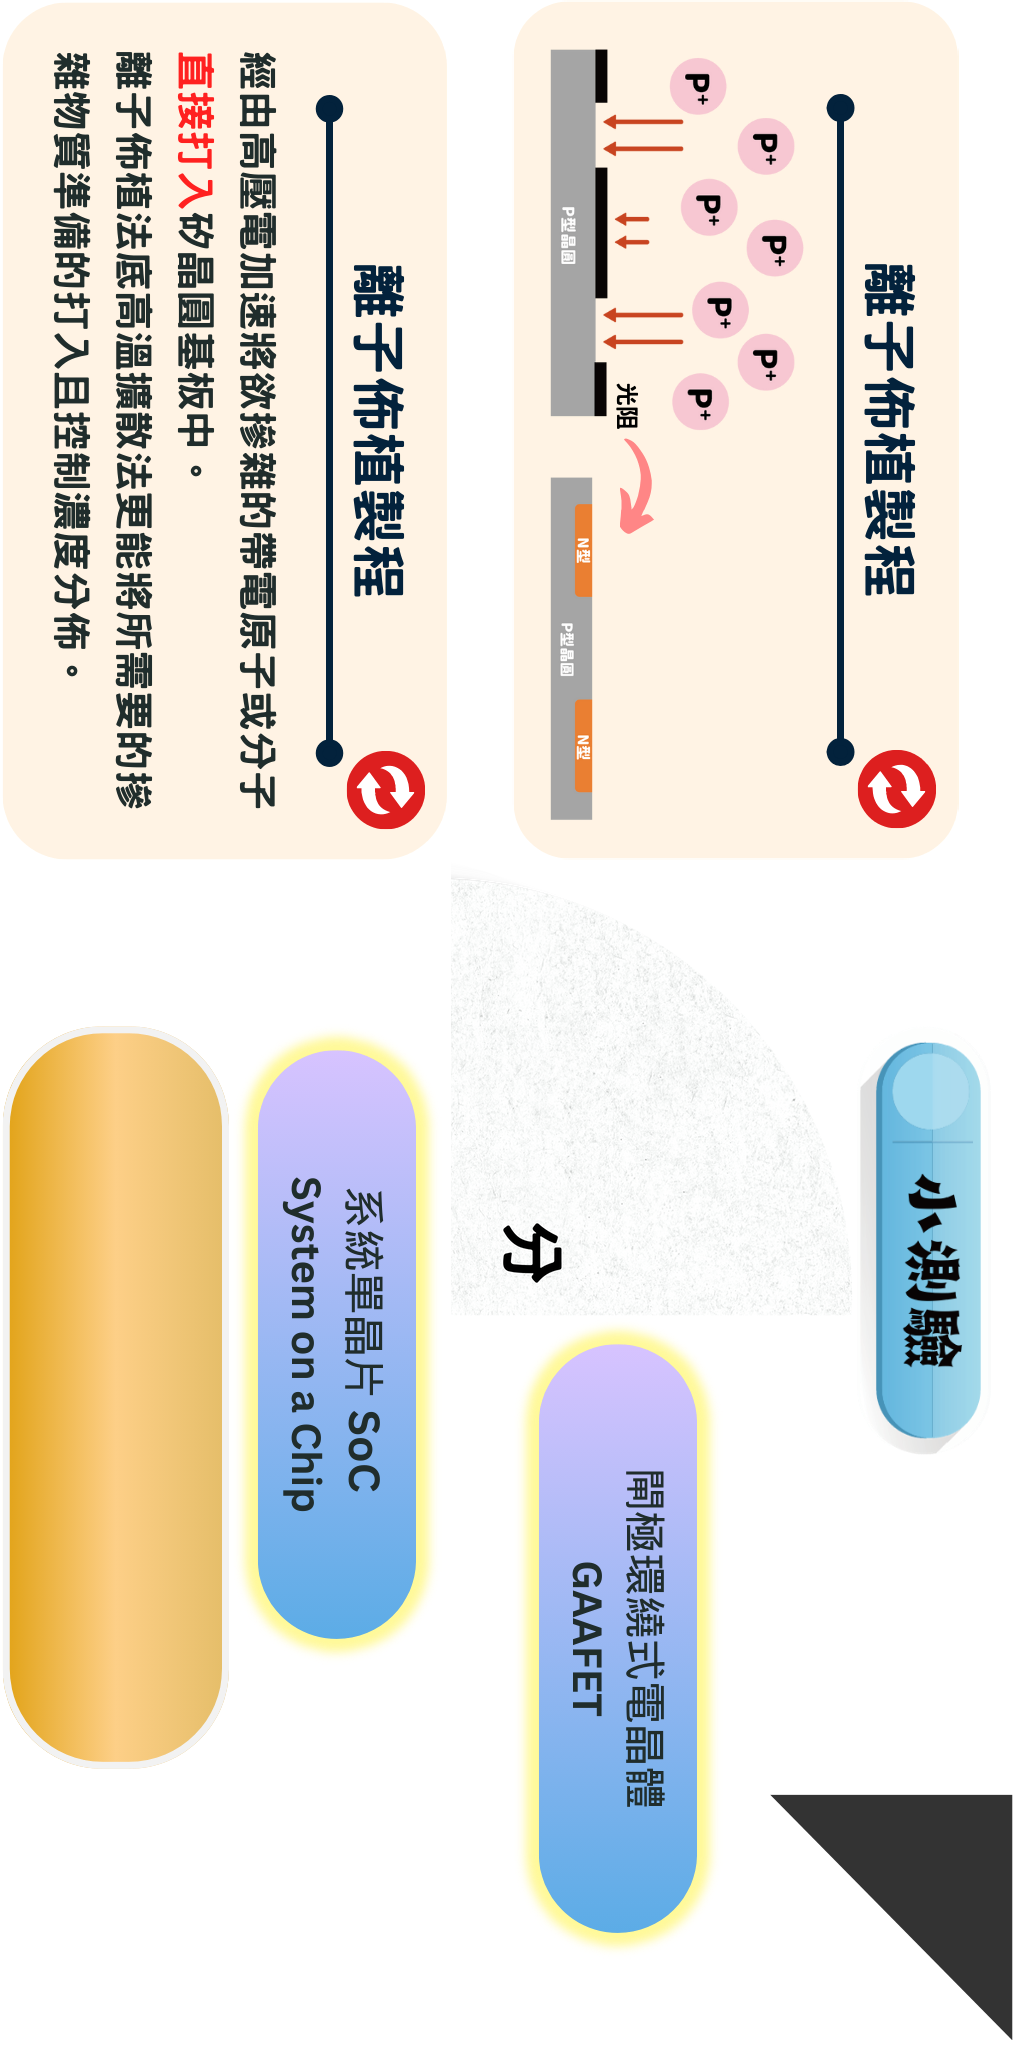 離子佈植製程
P+
P+
P+
P+
P+
P+
P+
光阻
P型晶圓
N型
P型晶圓
N型
離子佈植製程
經由高壓電加速將欲摻雜的帶電原子或分子
直接打入矽晶圓基板中。
離子佈植法底高溫擴散法更能將所需要的摻
雜物質準備的打入且控制濃度分佈。
小測驗
分
閘極環繞式電晶體
GAAFET
系統單晶片 SoC
System on a Chip